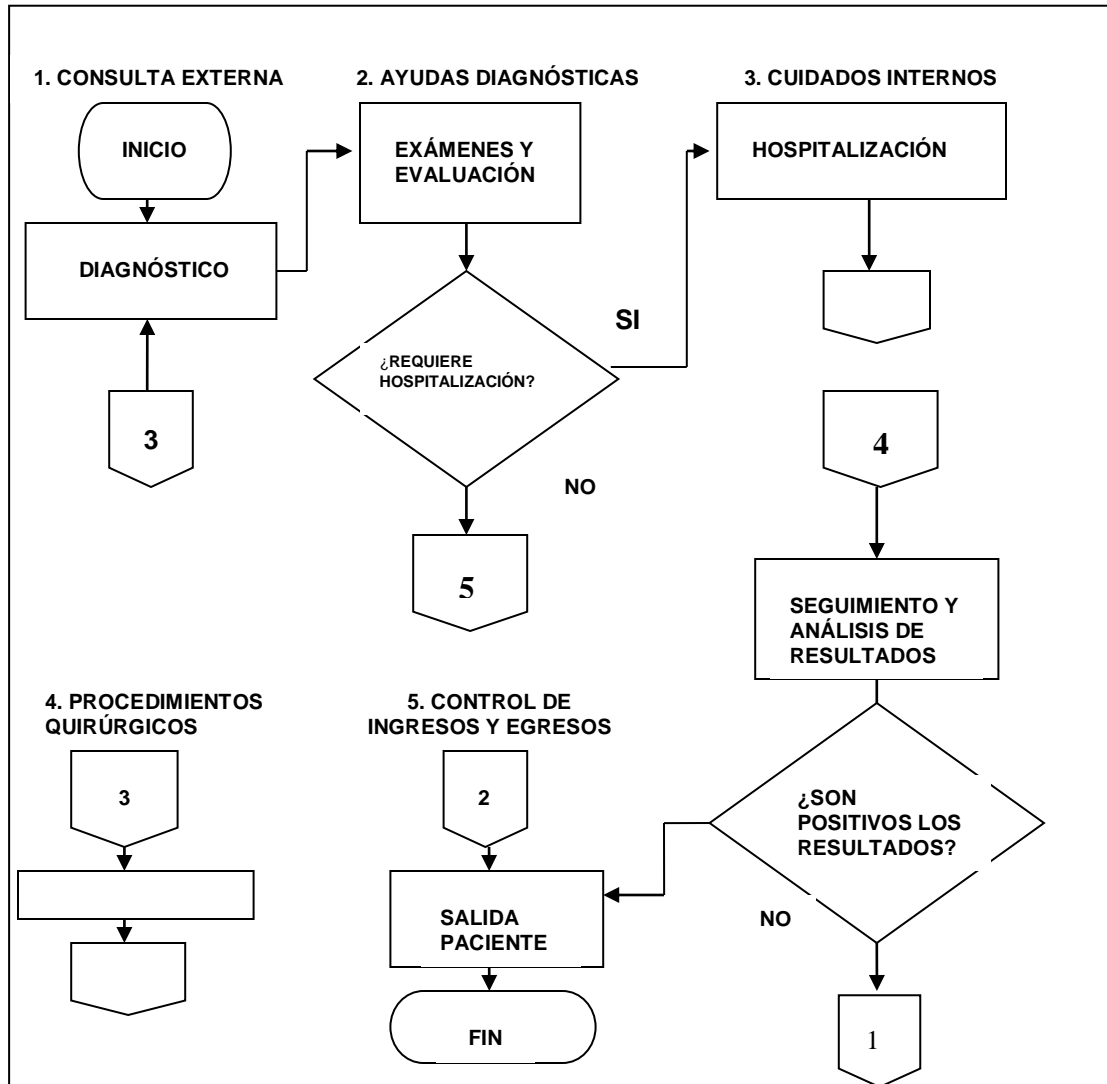 1. CONSULTA EXTERNA
INICIO
DIAGNÓSTICO
3
2. AYUDAS DIAGNÓSTICAS
EXÁMENES Y
EVALUACIÓN
¿REQUIERE
HOSPITALIZACIÓN?
SI
NO
5
3. CUIDADOS INTERNOS
HOSPITALIZACIÓN
4
SEGUIMIENTO Y
ANÁLISIS DE
RESULTADOS
¿SON
POSITIVOS LOS
RESULTADOS?
NO
1
4. PROCEDIMIENTOS
QUIRÚRGICOS
3
5. CONTROL DE
INGRESOS Y EGRESOS
2
SALIDA
PACIENTE
FIN